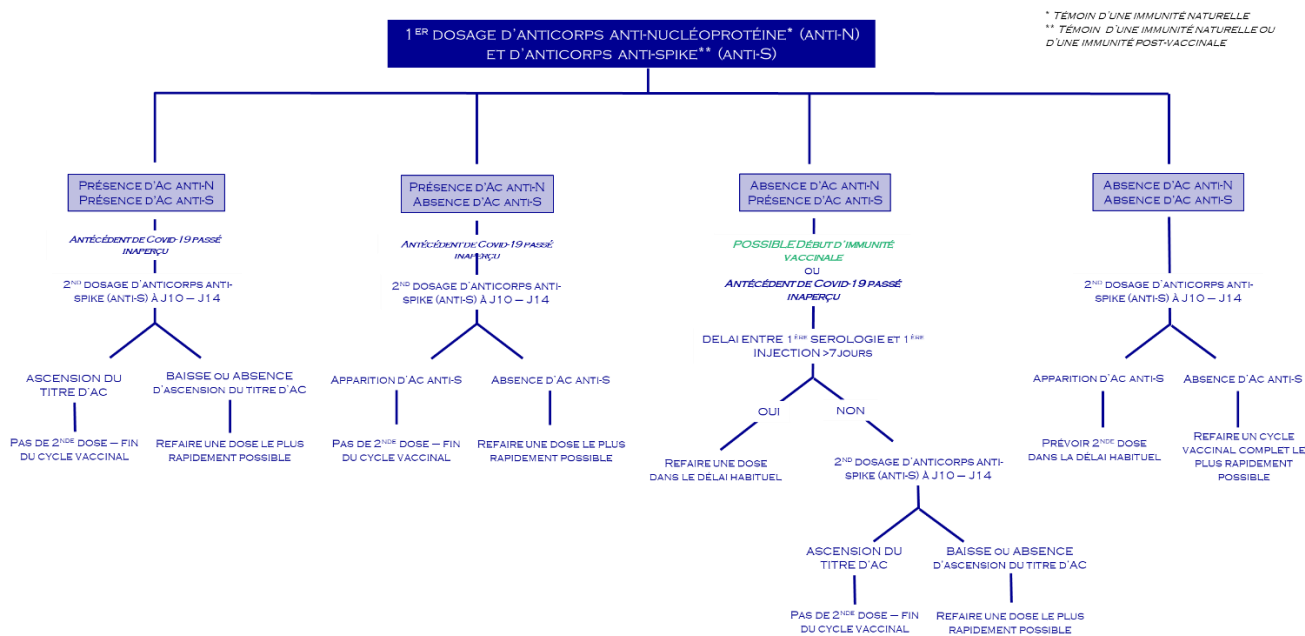 1ER DOSAGE D'ANTICORPS ANTI-NUCLÉOPROTÉINE* (ANTI-N)
ET D'ANTICORPS ANTI-SPIKE** (ANTI-S)
* TÉMOIN D'UNE IMMUNITÉ NATURELLE
** TÉMOIN D'UNE IMMUNITÉ NATURELLE OU
D'UNE IMMUNITÉ POST-VACCINALE
PRÉSENCE D'AC ANTI-N
PRÉSENCE D'AC ANTI-S
ANTÉCÉDENT DE COVID-19 PASSÉ
INAPERÇU
2ND DOSAGE D'ANTICORPS ANTI-
SPIKE (ANTI-S) À J10 – J14
ASCENSION DU
TITRE D'AC
PAS DE 2NDE DOSE – FIN
DU CYCLE VACCINAL
BAISSE OU ABSENCE
D'ASCENSION DU TITRE D'AC
REFAIRE UNE DOSE LE PLUS
RAPIDEMENT POSSIBLE
PRÉSENCE D'AC ANTI-N
ABSENCE D'AC ANTI-S
ANTÉCÉDENT DE COVID-19 PASSÉ
INAPERÇU
2ND DOSAGE D'ANTICORPS ANTI-
SPIKE (ANTI-S) À J10 – J14
APPARITION D'AC ANTI-S
PAS DE 2NDE DOSE – FIN
DU CYCLE VACCINAL
ABSENCE D'AC ANTI-S
REFAIRE UNE DOSE LE PLUS
RAPIDEMENT POSSIBLE
ABSENCE D'AC ANTI-N
PRÉSENCE D'AC ANTI-S
POSSIBLE DÉBUT D'IMMUNITÉ
VACCINALE
OU
ANTÉCÉDENT DE COVID-19 PASSÉ
INAPERÇU
DELAI ENTRE 1ÈRE SEROLOGIE ET 1ÈRE
INJECTION >7JOURS
OUI
REFAIRE UNE DOSE
DANS LE DÉLAI HABITUEL
NON
2ND DOSAGE D'ANTICORPS ANTI-
SPIKE (ANTI-S) À J10 – J14
ASCENSION DU
TITRE D'AC
PAS DE 2NDE DOSE – FIN
DU CYCLE VACCINAL
BAISSE OU ABSENCE
D'ASCENSION DU TITRE D'AC
REFAIRE UNE DOSE LE PLUS
RAPIDEMENT POSSIBLE
ABSENCE D'AC ANTI-N
ABSENCE D'AC ANTI-S
2ND DOSAGE D'ANTICORPS ANTI-
SPIKE (ANTI-S) À J10 – J14
APPARITION D'AC ANTI-S
PRÉVOIR 2NDE DOSE
DANS LA DÉLAI HABITUEL
ABSENCE D'AC ANTI-S
REFAIRE UN CYCLE
VACCINAL COMPLET LE
PLUS RAPIDEMENT
POSSIBLE